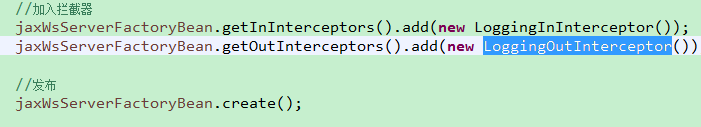 //加入拦截器
jaxWsServerFactoryBean.getInInterceptors().add(new LoggingInInterceptor());
jaxWsServerFactoryBean.getOutInterceptors().add(new LoggingOutInterceptor())
//发布
jaxWsServerFactoryBean.create();